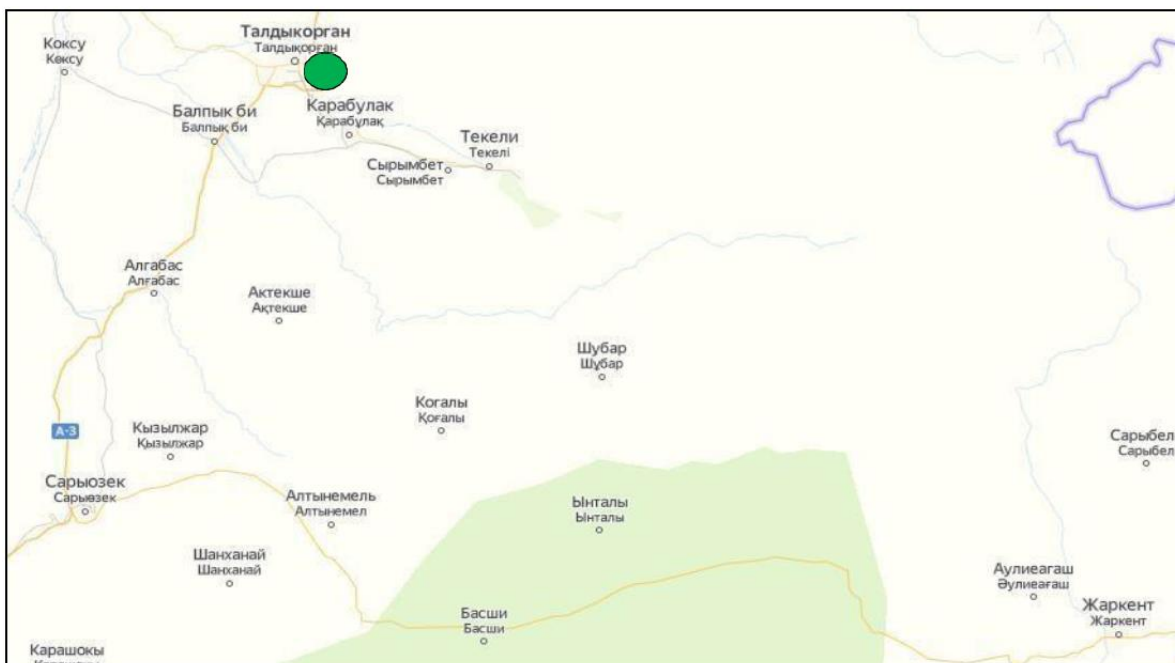 Талдыкорган
Талдықорған
Коксу
Көксу
Балпык би
Балпық би
Карабулак
Қарабұлақ
Текели
Текелі
Сырымбет
Сырымбет
Алгабас
Алғабас
Актекше
Ақтекше
Шубар
Шұбар
Когалы
Қоғалы
А-3
Кызылжар
Қызылжар
Сарыбел
Сарыбел
Сарыозек
Сарыөзек
Алтынемель
Алтынемел
Ынталы
Ынталы
Шанханай
Шанханай
Аулиеагаш
Әулиеағаш
Басши
Басши
Жаркент
Жаркент
Карашокы